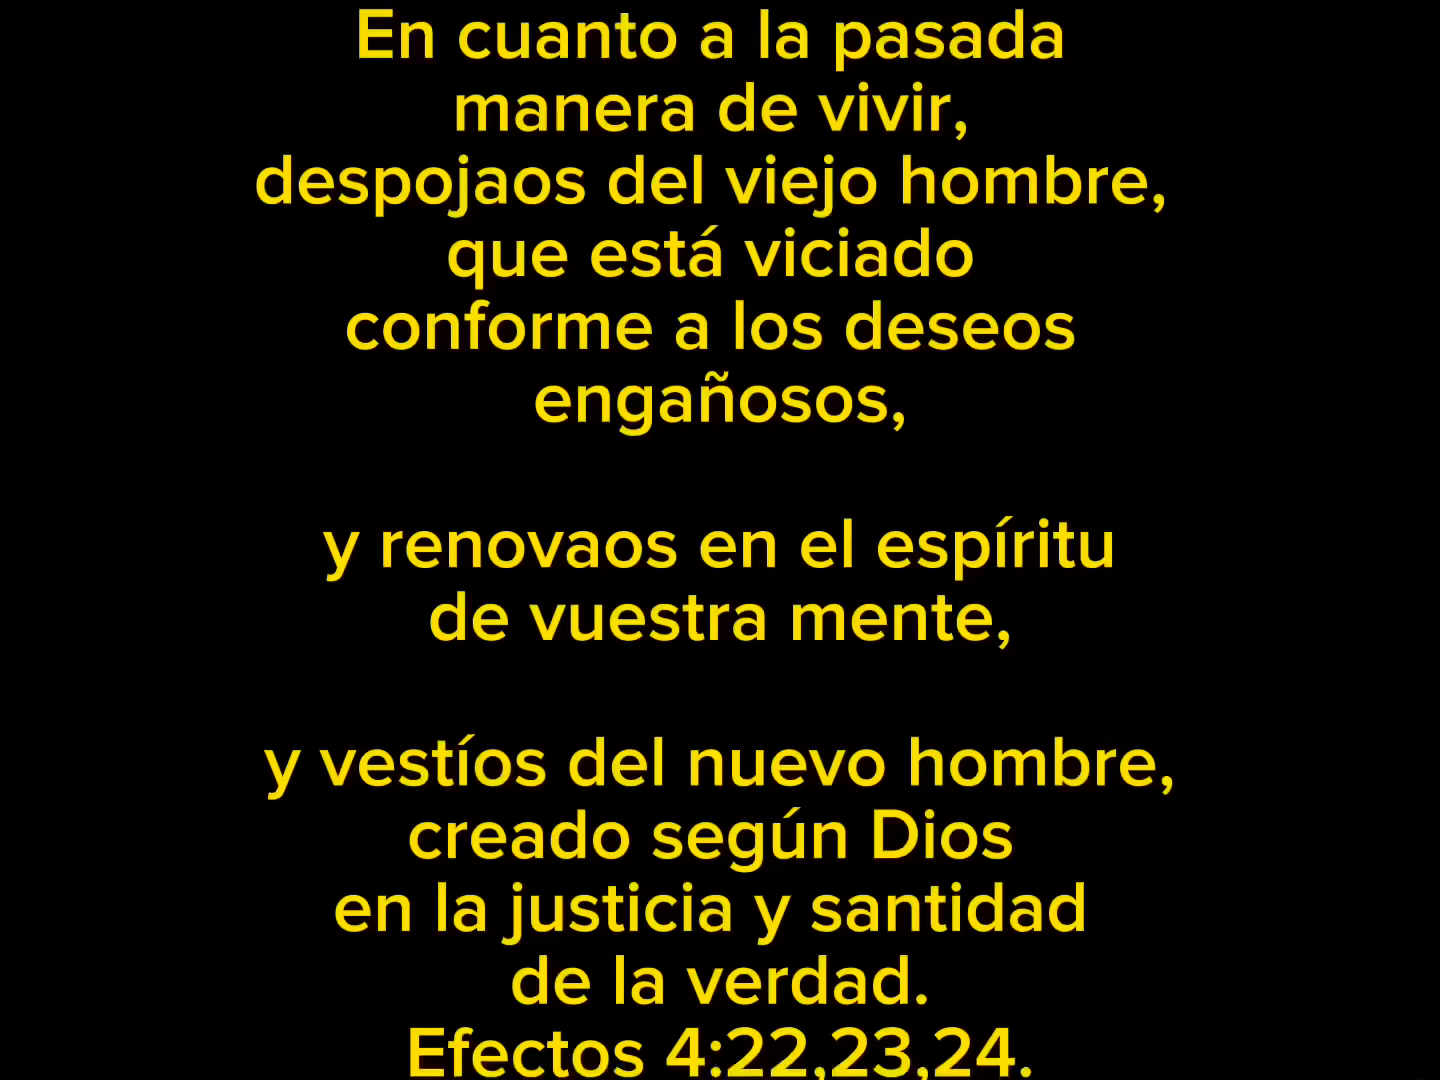 En cuanto a la pasada
manera de vivir,
despojaos del viejo hombre,
que está viciado
conforme a los deseos
engañosos,
y renovaos en el espíritu
de vuestra mente,
y vestíos del nuevo hombre,
creado según Dios
en la justicia y santidad
de la verdad.
Efectos 4:22,23,24.